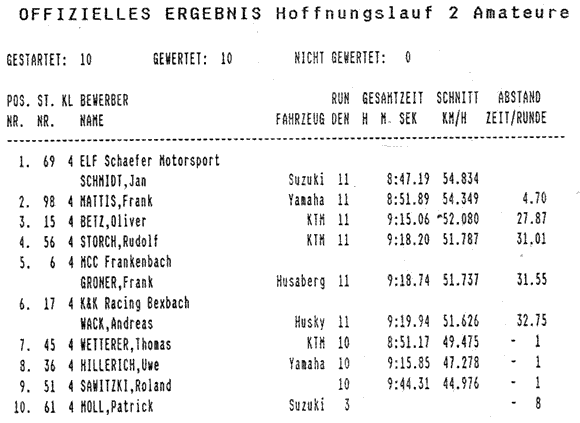 OFFIZIELLES ERGEBNIS Hoffnungslauf 2 Amateure
GESTARTET: 10 GEWERTET: 10 NICHT GEWERTET: 0
POS. ST. KL BEWERBER RUN GESAMTZEIT SCHNITT ABSTAND
NR. NR. NAME FAHRZEUG DEN H M. SEK KM/H ZEIT/RUNDE
1. 69 4 ELF Schaefer Motorsport
SCHMIDT,Jan Suzuki 11 8:47.19 54.834
2. 98 4 MATTIS,Frank Yamaha 11 8:51.89 54.349 4.70
3. 15 4 BETZ,Oliver KTM 11 9:15.06 52.080 27.87
4. 56 4 STORCH,Rudolf KTM 11 9:18.20 51.787 31.01
5. 6 4 MCC Frankenbach
GRONER,Frank Husaberg 11 9:18.74 51.737 31.55
6. 17 4 K&K Racing Bexbach
WACK,Andreas Husky 11 9:19.94 51.626 32.75
7. 45 4 WETTERER,Thomas KTM 10 8:51.17 49.475 - 1
8. 36 4 HILLERICH,Uwe Yamaha 10 9:15.85 47.278 - 1
9. 51 4 SAWITZKI,Roland 10 9:44.31 44.976 - 1
10. 61 4 MOLL,Patrick Suzuki 3 - 8